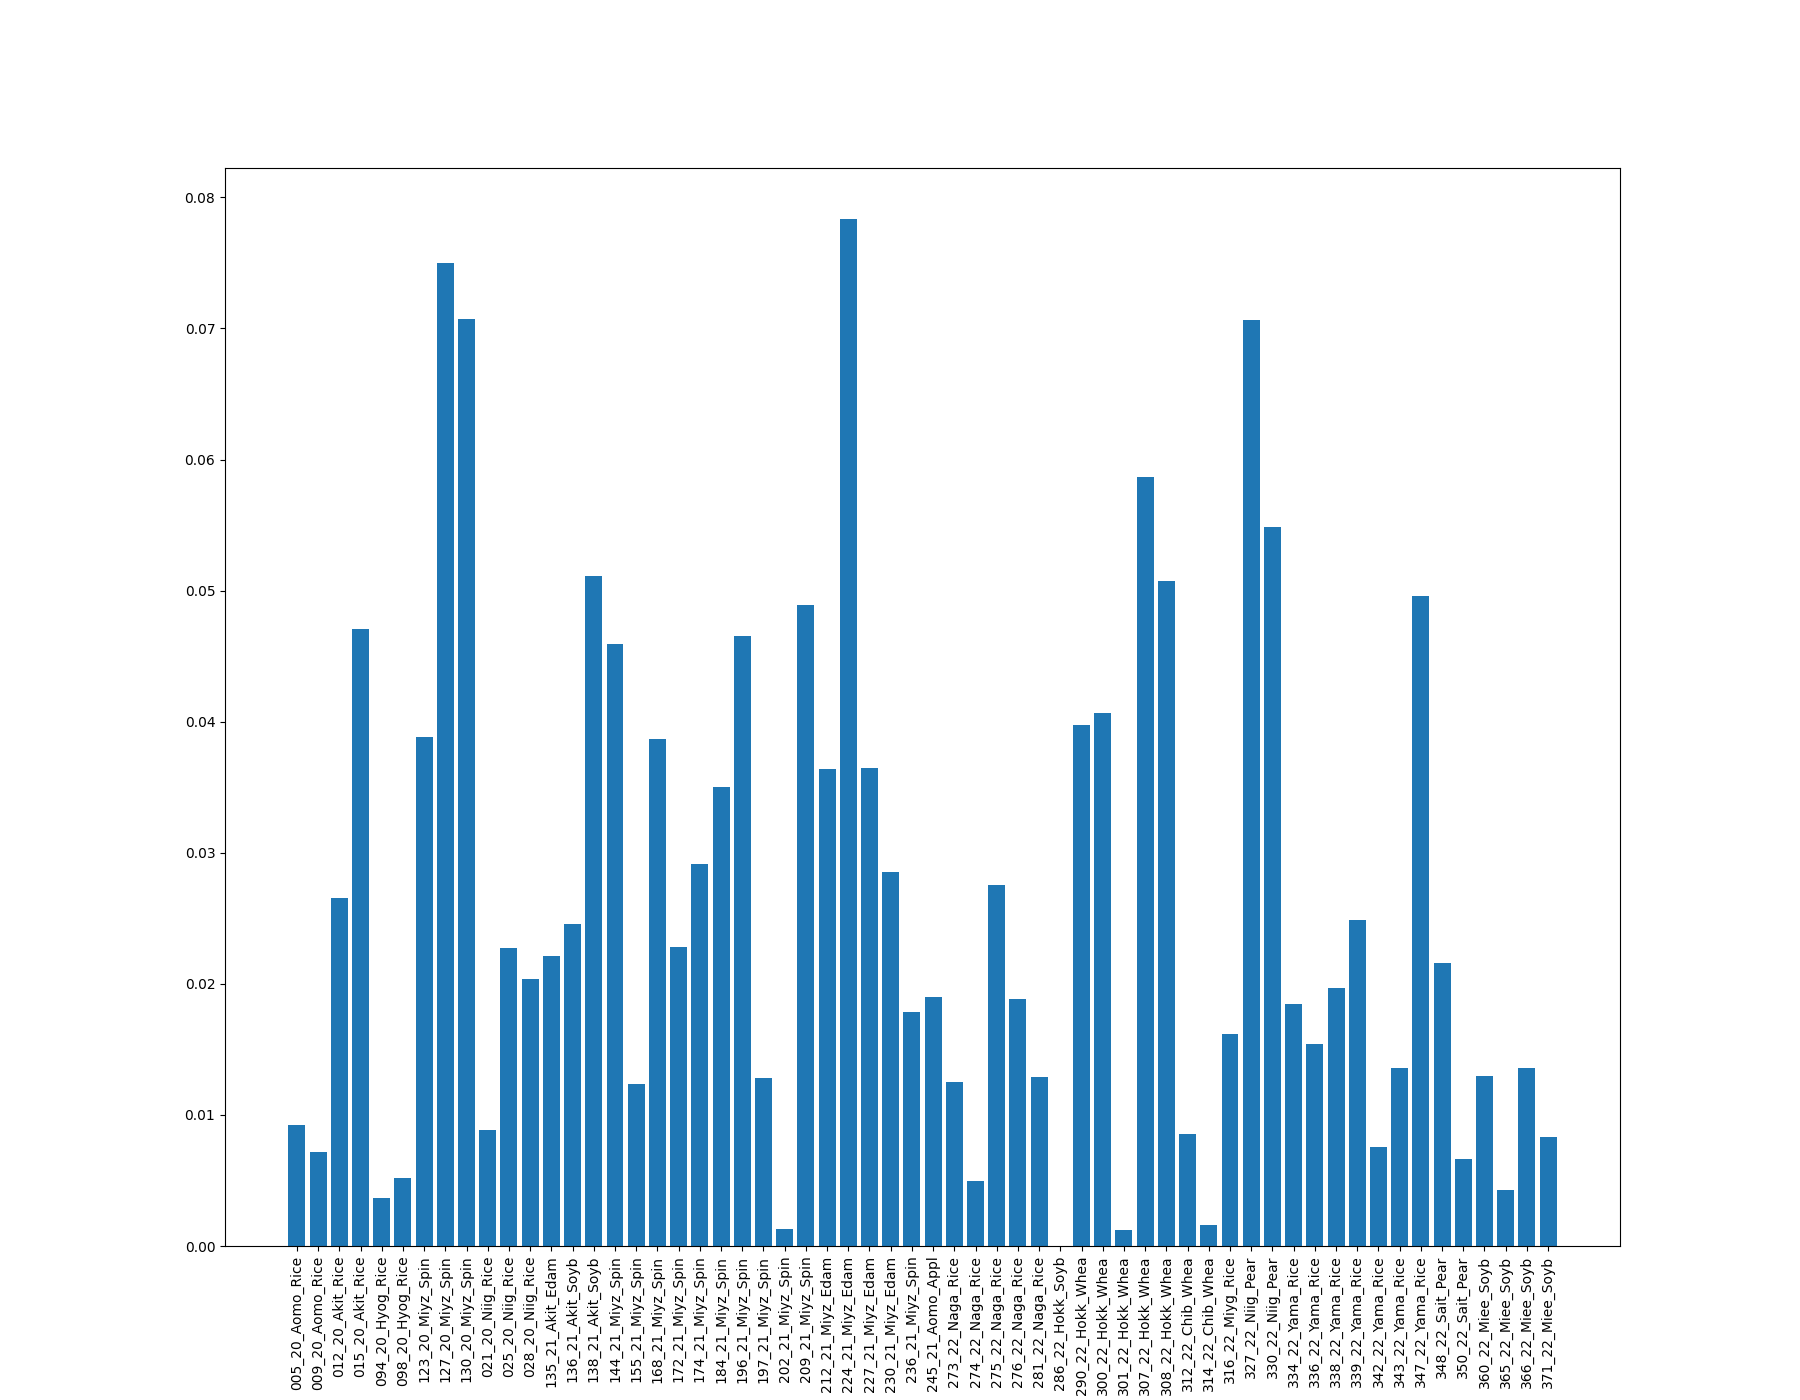 0.08
0.07
0.06
0.05
0.04
0.03
0.02
0.01
0.00
005_20_Aomo_Rice
009_20_Aomo_Rice
012_20_Akit_Rice
015_20_Akit_Rice
094_20_Hyog_Rice
098_20_Hyog_Rice
123_20_Miyz_Spin
127_20_Miyz_Spin
130_20_Miyz_Spin
021_20_Niig_Rice
025_20_Niig_Rice
028_20_Niig_Rice
135_21_Akit_Edam
136_21_Akit_Soyb
138_21_Akit_Soyb
144_21_Miyz_Spin
155_21_Miyz_Spin
168_21_Miyz_Spin
172_21_Miyz_Spin
174_21_Miyz_Spin
184_21_Miyz_Spin
196_21_Miyz_Spin
197_21_Miyz_Spin
202_21_Miyz_Spin
209_21_Miyz_Spin
212_21_Miyz_Edam
224_21_Miyz_Edam
227_21_Miyz_Edam
230_21_Miyz_Edam
236_21_Miyz_Spin
245_21_Aomo_Appl
273_22_Naga_Rice
274_22_Naga_Rice
275_22_Naga_Rice
276_22_Naga_Rice
281_22_Naga_Rice
286_22_Hokk_Soyb
290_22_Hokk_Whea
300_22_Hokk_Whea
301_22_Hokk_Whea
307_22_Hokk_Whea
308_22_Hokk_Whea
312_22_Chib_Whea
314_22_Chib_Whea
316_22_Miyg_Rice
327_22_Niig_Pear
330_22_Niig_Pear
334_22_Yama_Rice
336_22_Yama_Rice
338_22_Yama_Rice
339_22_Yama_Rice
342_22_Yama_Rice
343_22_Yama_Rice
347_22_Yama_Rice
348_22_Sait_Pear
350_22_Sait_Pear
360_22_Miee_Soyb
365_22_Miee_Soyb
366_22_Miee_Soyb
371_22_Miee_Soyb